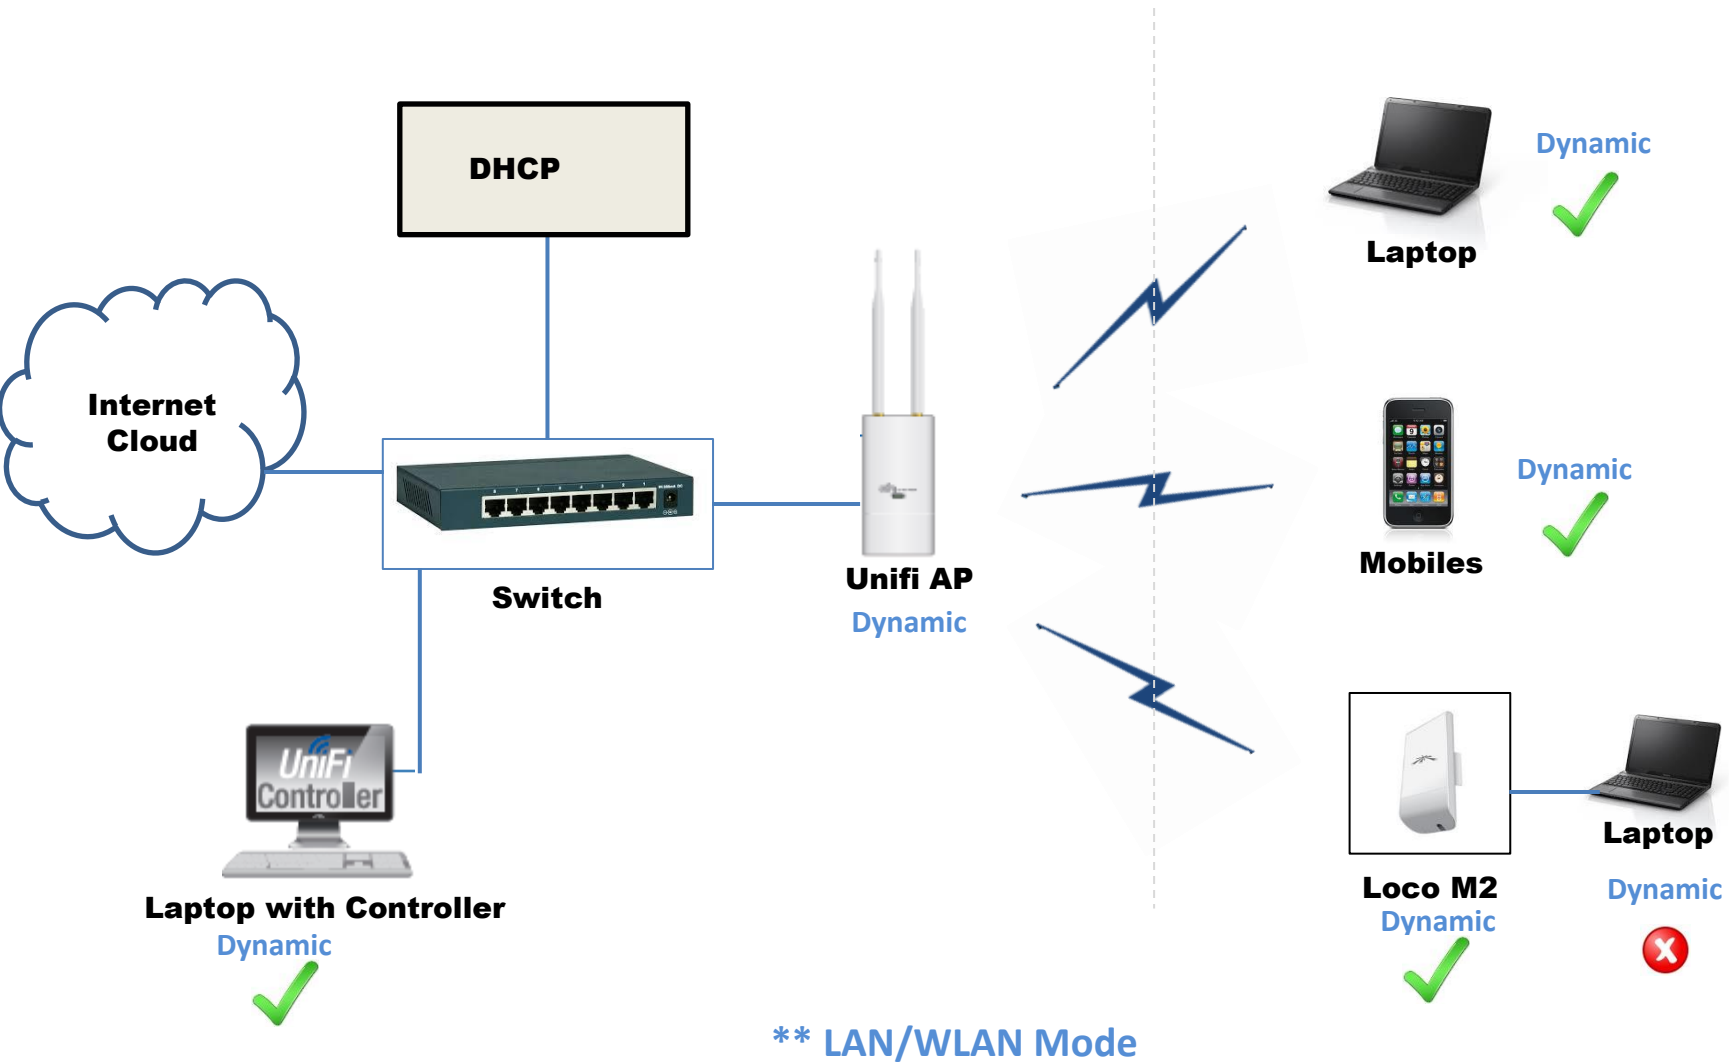 DHCP
Dynamic
Laptop
Internet
Cloud
Dynamic
Mobiles
Unifi AP
Dynamic
Switch
UniFi
Controller
Laptop with Controller
Dynamic
Laptop
Loco M2
Dynamic
Dynamic
** LAN/WLAN Mode